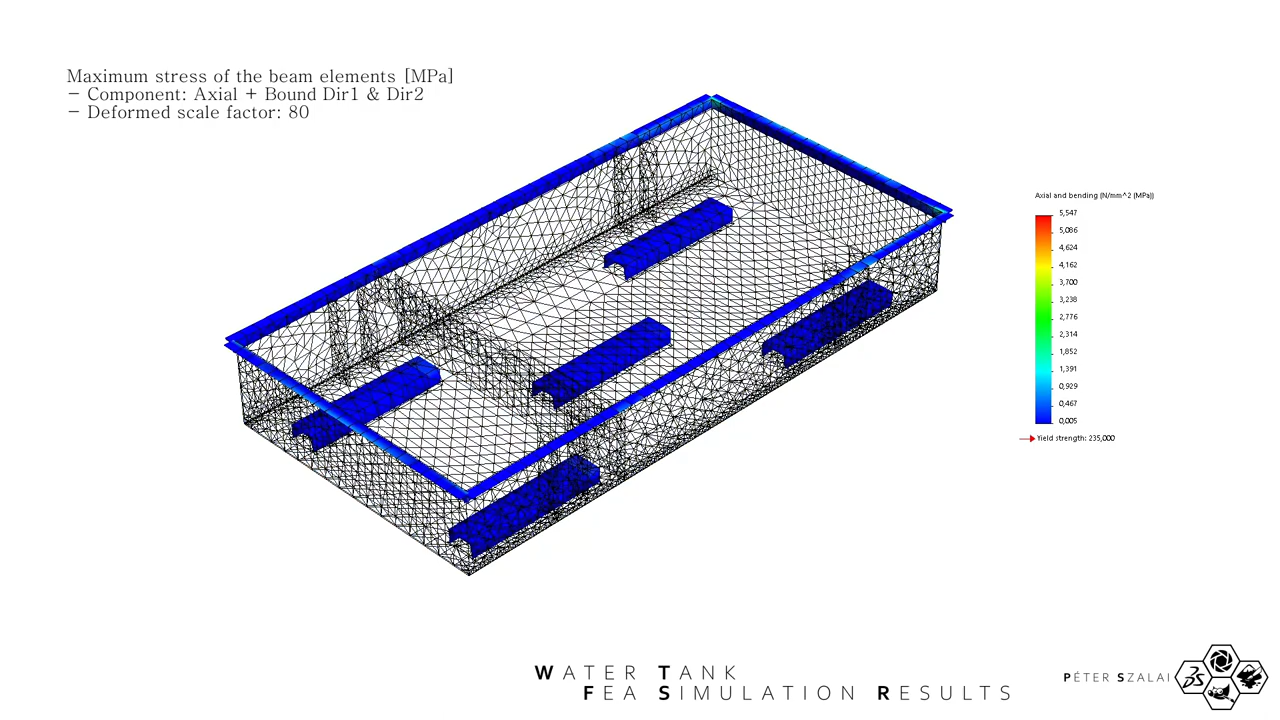 Maximum stress of the beam elements [MPa]
− Component: Axial + Bound Dir1 & Dir2
− Deformed scale factor: 80
Axial and bending (N/mm^2 (MPa))
5,547
5,086
4,624
4,162
3,700
3,238
2,776
2,314
1,852
1,391
0,929
0,467
0,005
Yield strength: 235,000
WATER TANK
FEA SIMULATION RESULTS
PÉTER SZALAI